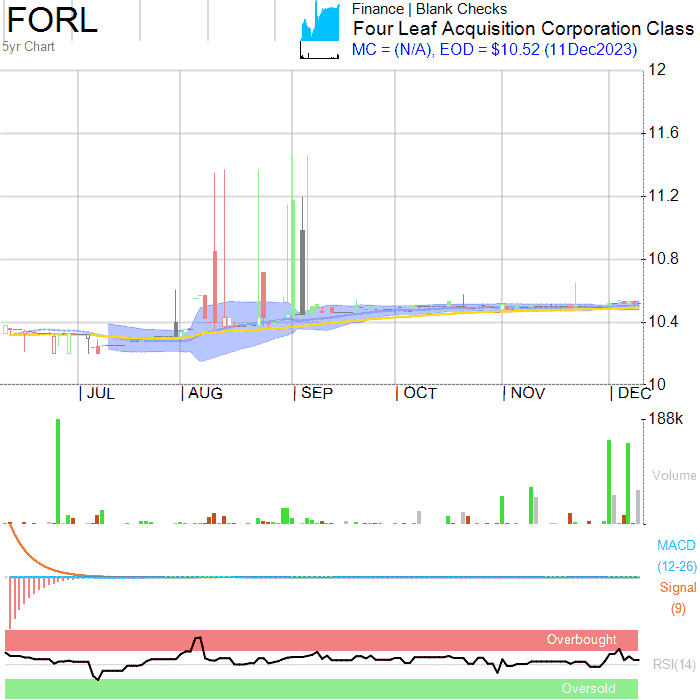 FORL
5yr Chart
Finance | Blank Checks
Four Leaf Acquisition Corporation Class
MC = (N/A), EOD = $10.52 (11Dec2023)
12
11.6
11.2
10.8
10.4
10
JUL AUG SEP OCT NOV DEC
188k
Volume
MACD
(12-26)
Signal
(9)
Overbought
RSI(14)
Oversold